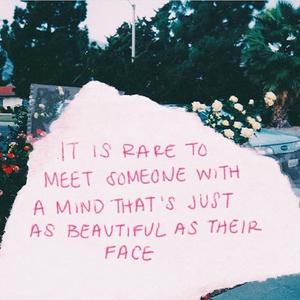 IT IS RARE TO
MEET SOMEONE WITH
A MIND THAT'S JUST
AS BEAUTIFUL AS THEIR
FACE